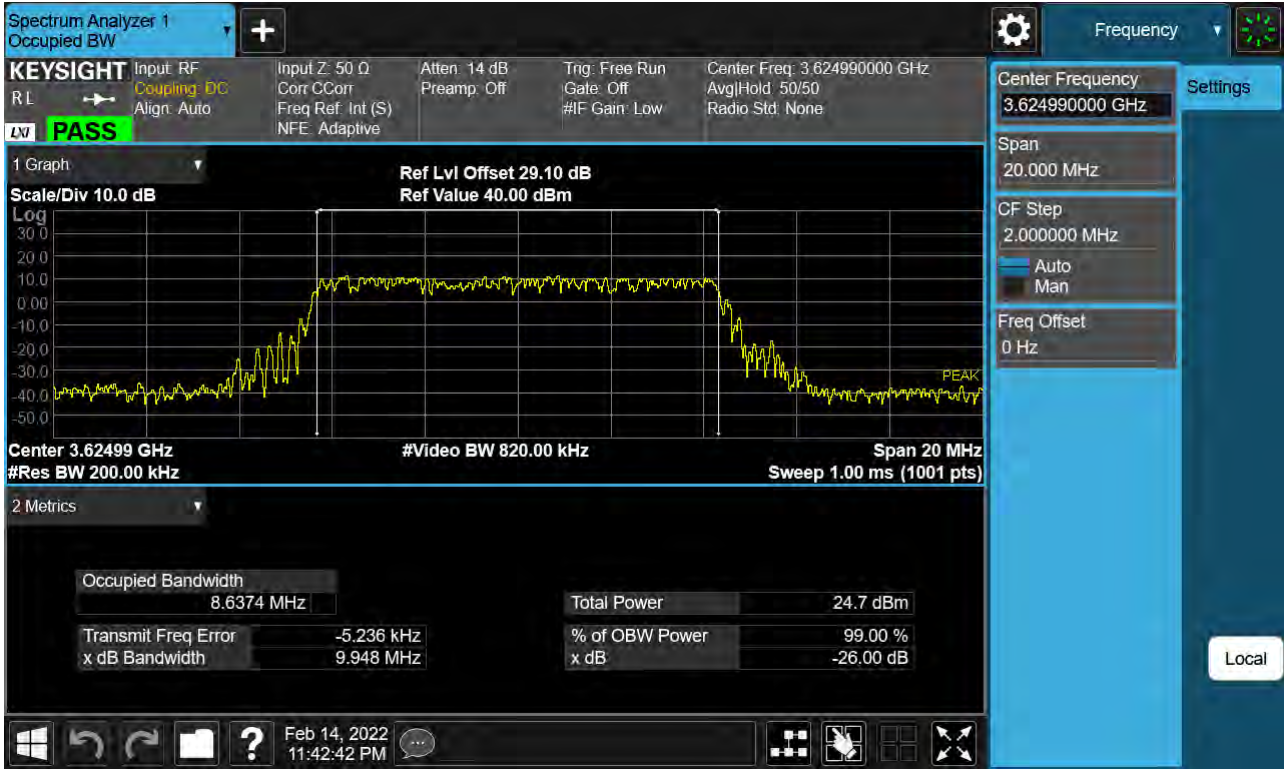 Spectrum Analyzer 1
Occupied BW
Frequency
KEYSIGHT
R L
LXI
PASS
Input: RF
Coupling: DC
Align: Auto
Input Z: 50 Ω
Corr CCorr
Freq Ref: Int (S)
NFE: Adaptive
Atten: 14 dB
Preamp: Off
Trig: Free Run
Gate: Off
#IF Gain: Low
Center Freq: 3.624990000 GHz
Avg|Hold: 50/50
Radio Std: None
Center Frequency
3.624990000 GHz
Settings
Span
20.000 MHz
CF Step
2.000000 MHz
Auto
Man
Freq Offset
0 Hz
1 Graph
Scale/Div 10.0 dB
Ref Lvl Offset 29.10 dB
Ref Value 40.00 dBm
Log
30.0
20.0
10.0
0.00
-10.0
-20.0
-30.0
-40.0
-50.0
PEAK
Center 3.62499 GHz
#Video BW 820.00 kHz
Span 20 MHz
#Res BW 200.00 kHz
Sweep 1.00 ms (1001 pts)
2 Metrics
Occupied Bandwidth
8.6374 MHz
Total Power 24.7 dBm
Transmit Freq Error -5.236 kHz
% of OBW Power 99.00 %
x dB Bandwidth 9.948 MHz
x dB -26.00 dB
Local
Feb 14, 2022
11:42:42 PM